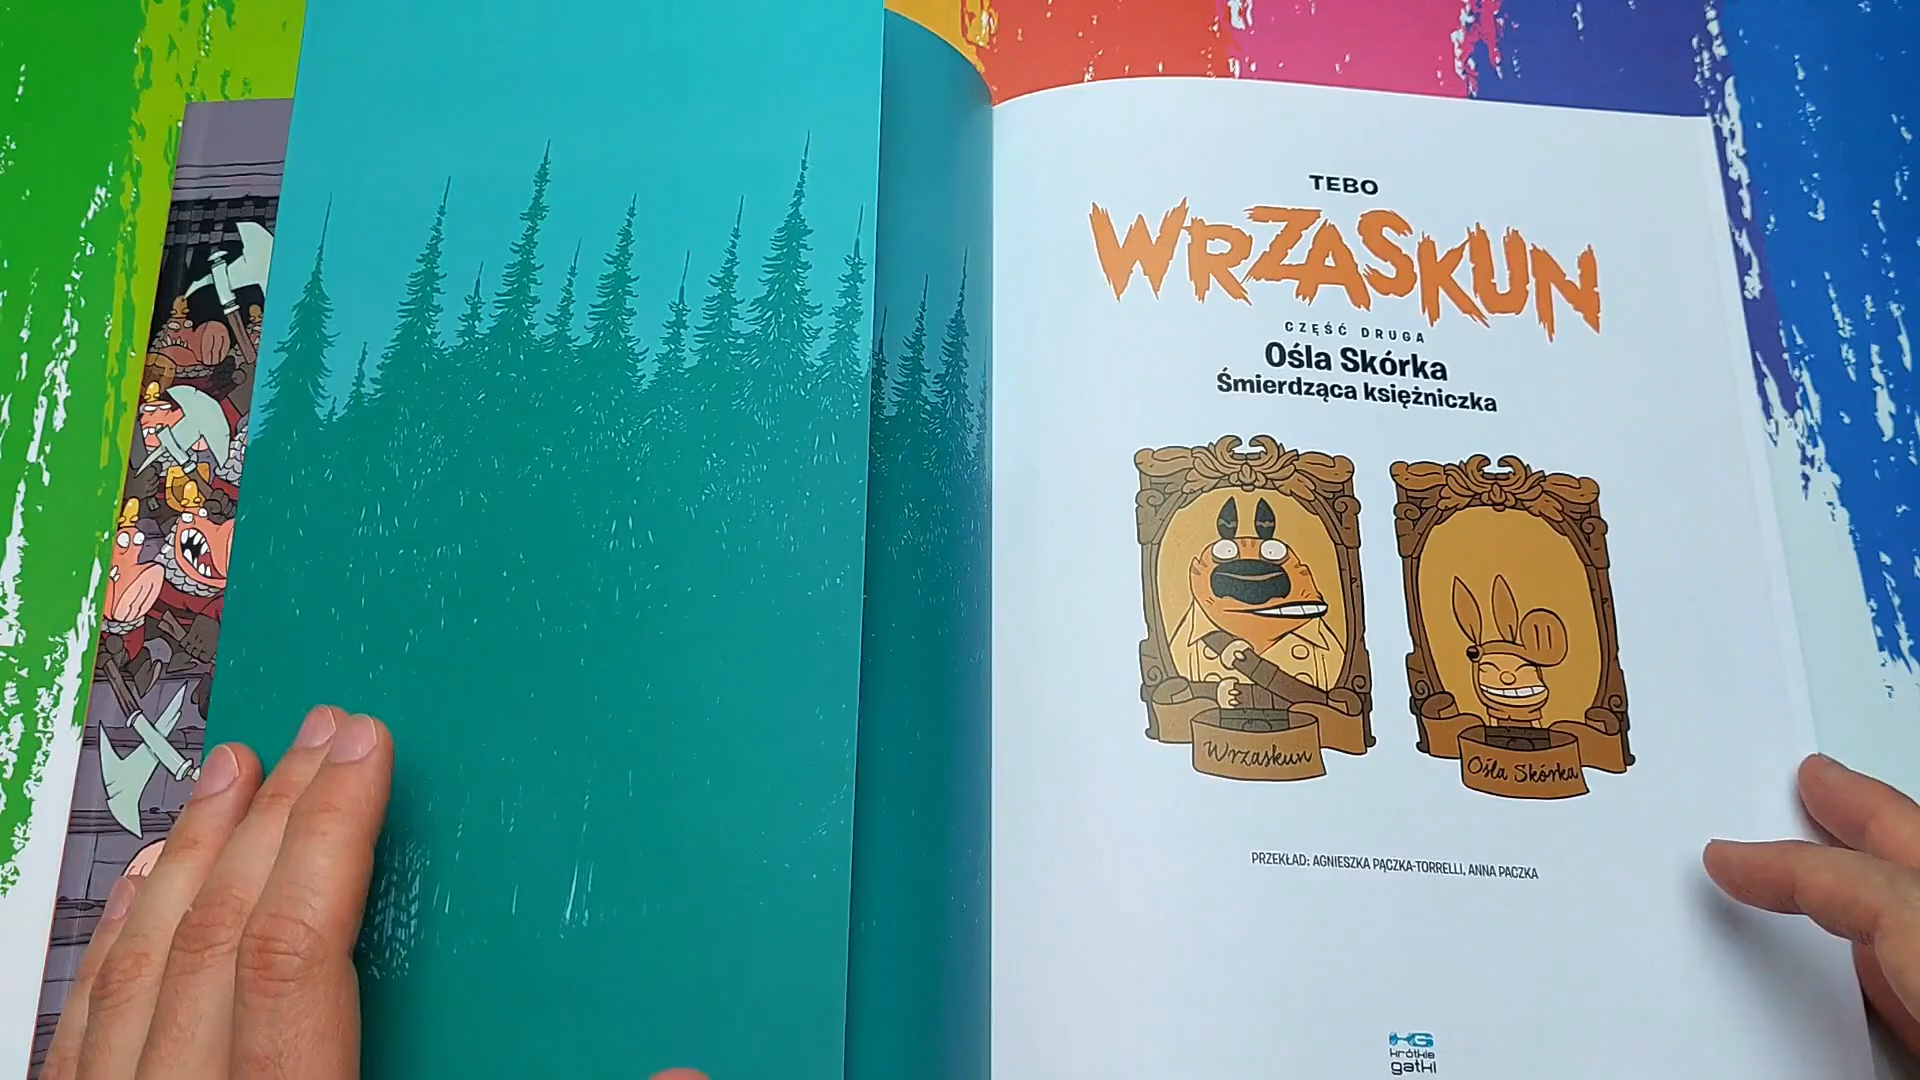 TEBO
WRZASKUN
CZĘŚĆ DRUGA
Ośla Skórka
Śmierdząca księżniczka
Wrzaskun
Ośla Skórka
PRZEKŁAD: AGNIESZKA PĄCZKA-TORRELLI, ANNA PACZKA
KG
krótkie
gatki